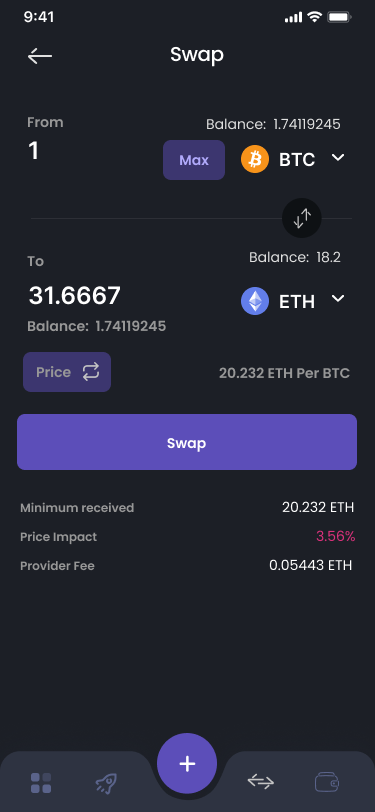 9:41
Swap
From
Balance: 1.74119245
1
Max
BTC
To
Balance: 18.2
31.6667
ETH
Balance: 1.74119245
Price
20.232 ETH Per BTC
Swap
Minimum received
20.232 ETH
Price Impact
3.56%
Provider Fee
0.05443 ETH